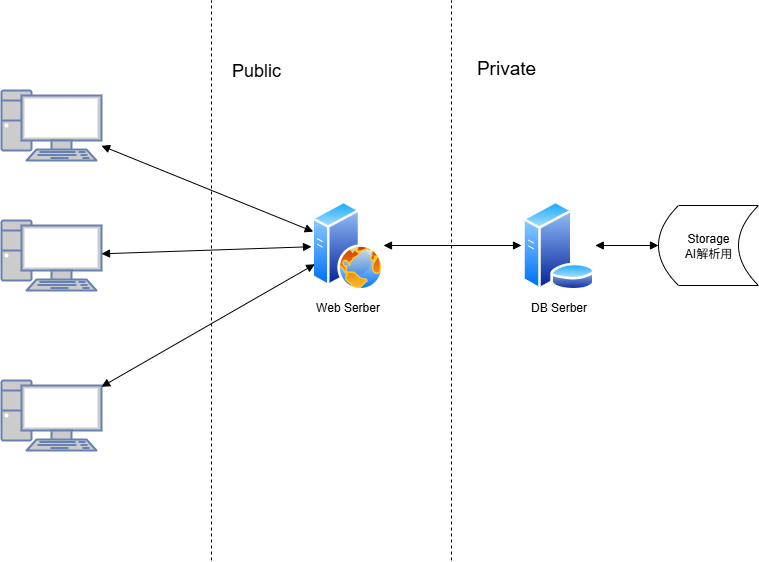 Public
Private
Web Serber
DB Serber
Storage
AI解析用